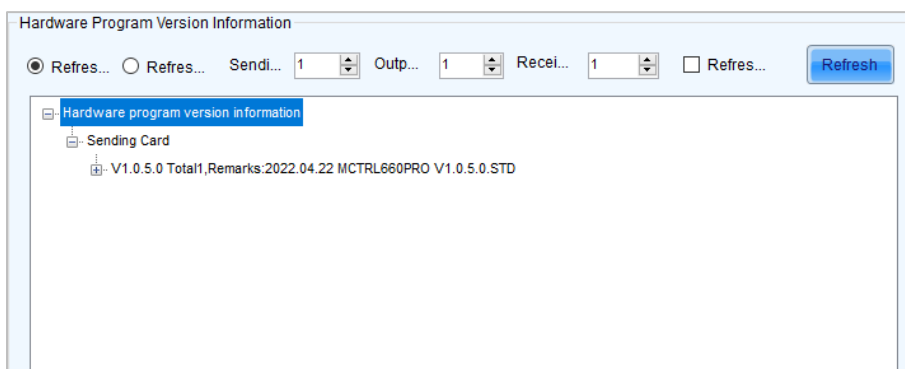 Hardware Program Version Information
Refres... Refres... Sendi... 1 Outp... 1 Recei... 1 Refres... Refresh
Hardware program version information
Sending Card
V1.0.5.0 Total1,Remarks:2022.04.22 MCTRL660PRO V1.0.5.0.STD